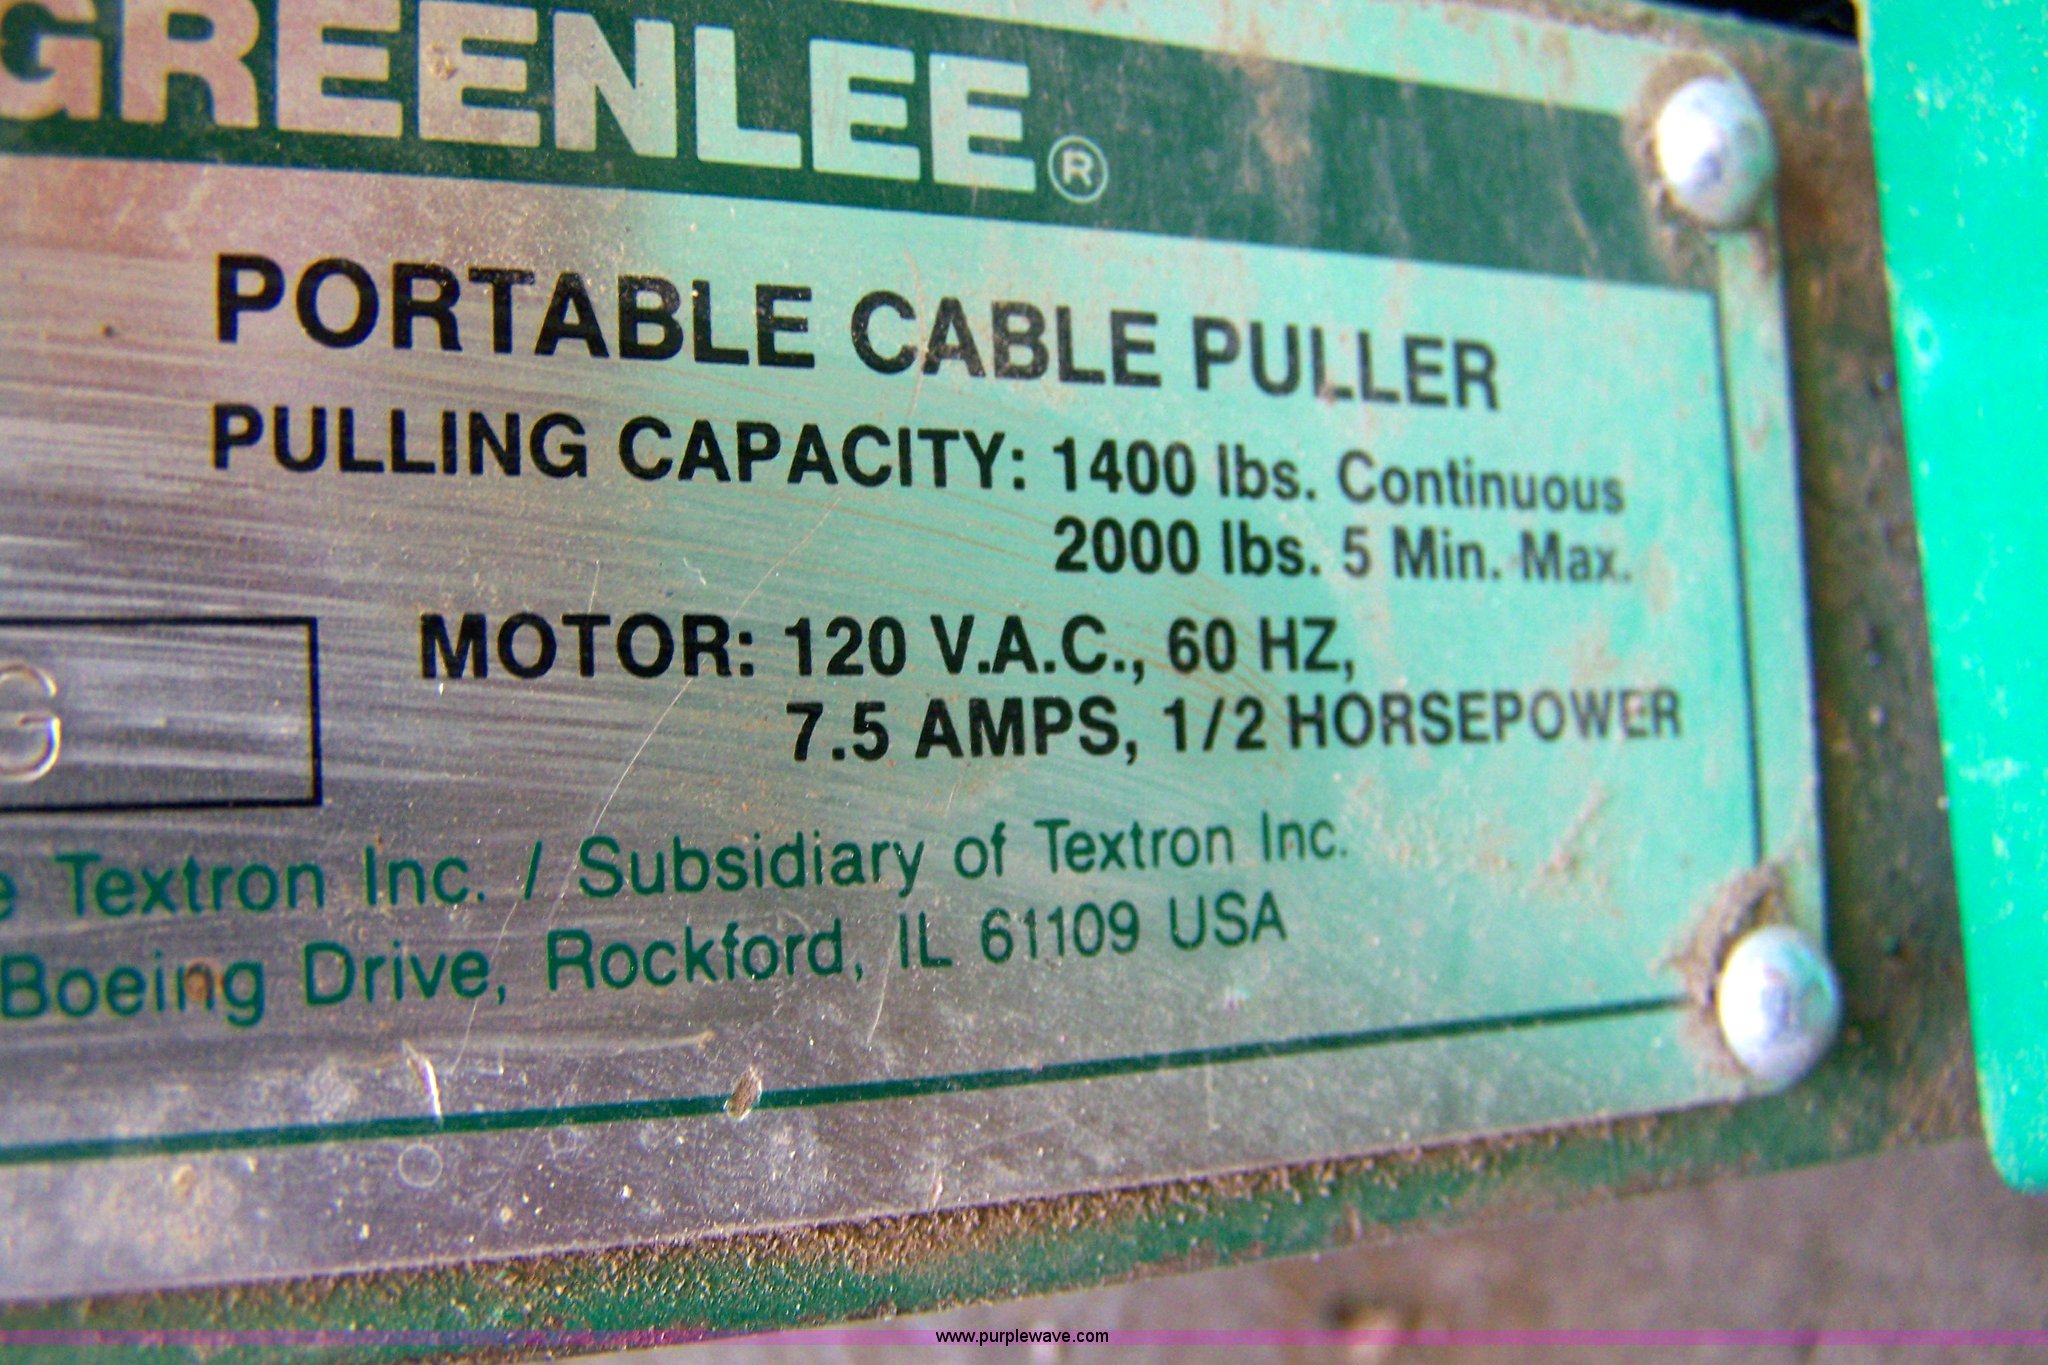 GREENLEE®
PORTABLE CABLE PULLER
PULLING CAPACITY: 1400 lbs. Continuous
2000 lbs. 5 Min. Max.
MOTOR: 120 V.A.C., 60 HZ,
7.5 AMPS, 1/2 HORSEPOWER
G
e Textron Inc. / Subsidiary of Textron Inc.
Boeing Drive, Rockford, IL 61109 USA
www.purplewave.com